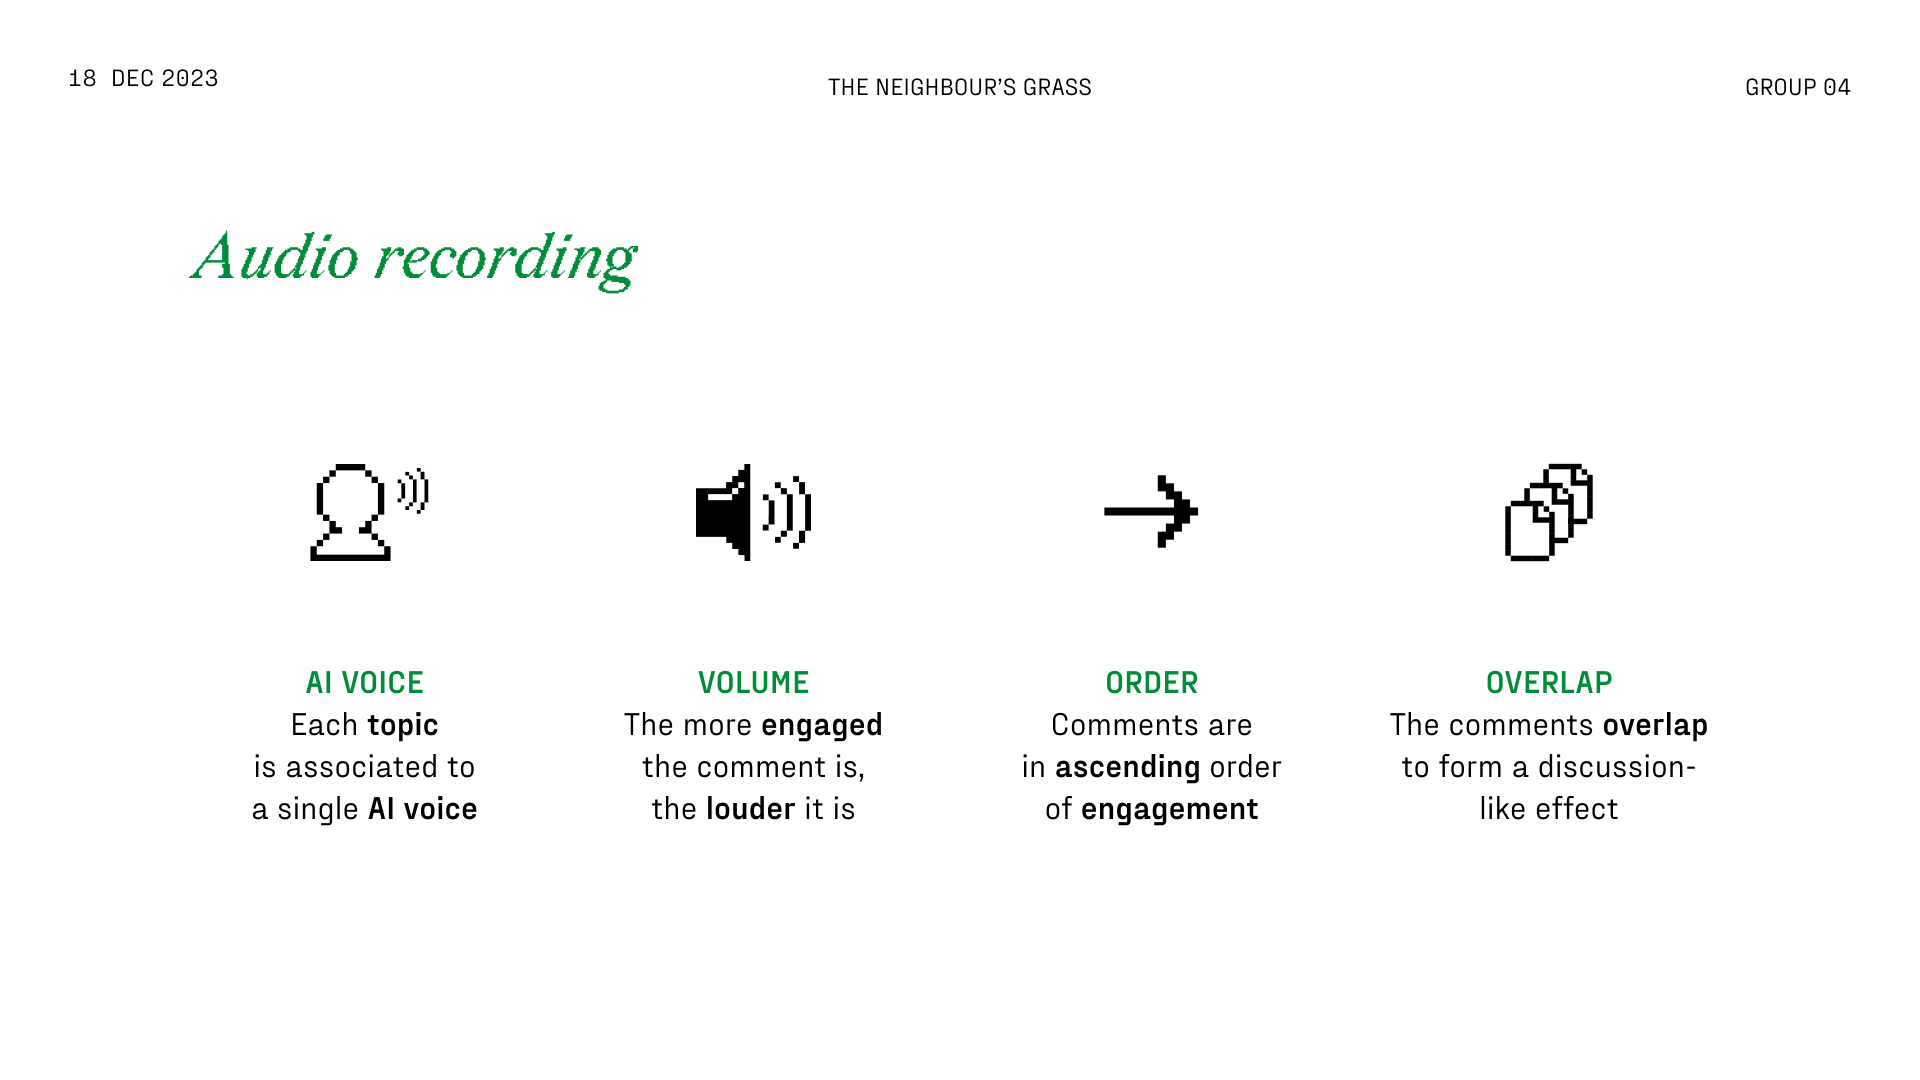 18 DEC 2023
THE NEIGHBOUR’S GRASS
GROUP 04
Audio recording
AI VOICE
Each topic
is associated to
a single AI voice
VOLUME
The more engaged
the comment is,
the louder it is
ORDER
Comments are
in ascending order
of engagement
OVERLAP
The comments overlap
to form a discussion-
like effect